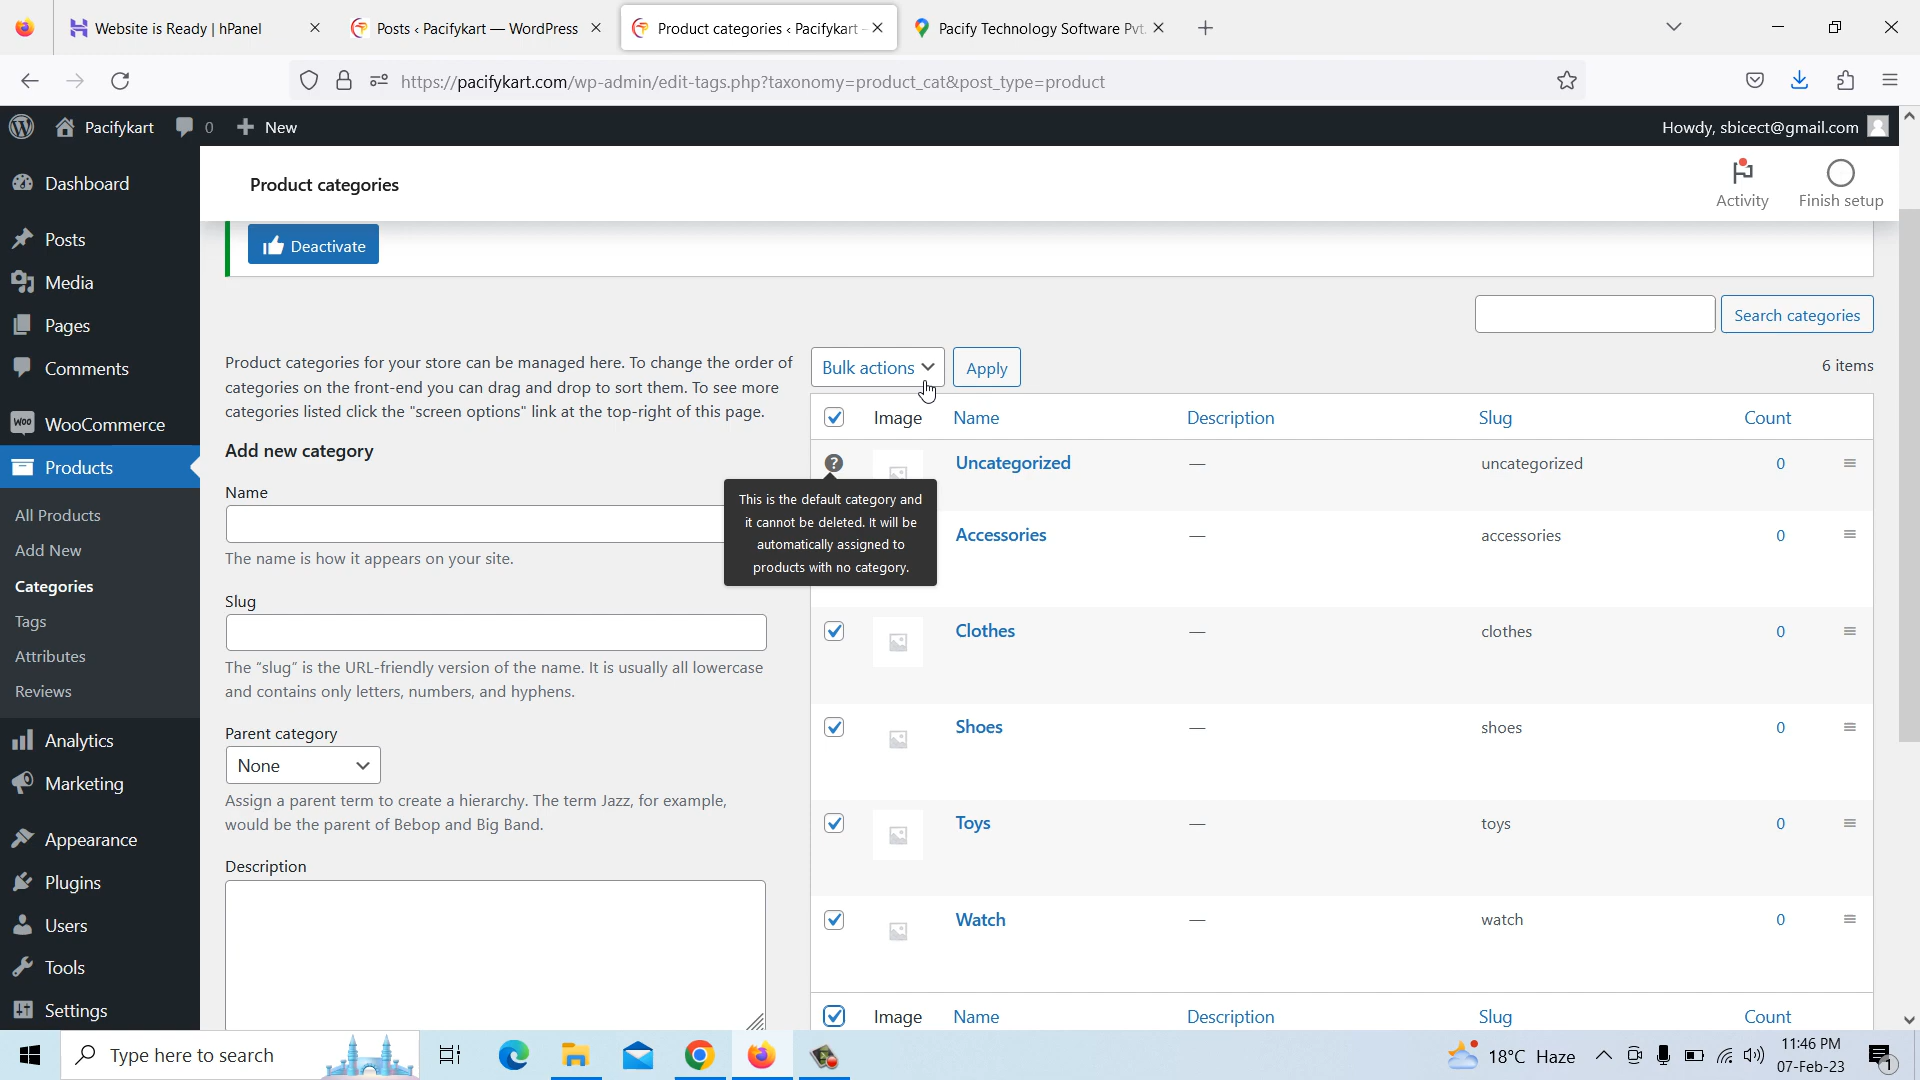 Website is Ready | hPanel
Posts ‹ Pacifykart — WordPress
Product categories ‹ Pacifykart -
Pacify Technology Software Pvt.
https://pacifykart.com/wp-admin/edit-tags.php?taxonomy=product_cat&post_type=product
Pacifykart
0
New
Howdy, sbicect@gmail.com
Dashboard
Posts
Media
Pages
Comments
Woo
WooCommerce
Products
All Products
Add New
Categories
Tags
Attributes
Reviews
Analytics
Marketing
Appearance
Plugins
Users
Tools
Settings
Product categories
Activity
Finish setup
Deactivate
Search categories
Product categories for your store can be managed here. To change the order of
categories on the front-end you can drag and drop to sort them. To see more
categories listed click the "screen options" link at the top-right of this page.
Add new category
Name
The name is how it appears on your site.
Slug
The “slug” is the URL-friendly version of the name. It is usually all lowercase
and contains only letters, numbers, and hyphens.
Parent category
None
Assign a parent term to create a hierarchy. The term Jazz, for example,
would be the parent of Bebop and Big Band.
Description
Bulk actions
Apply
6 items
Image Name Description Slug Count
? Uncategorized — uncategorized 0
This is the default category and
it cannot be deleted. It will be
automatically assigned to
products with no category.
Accessories — accessories 0
Clothes — clothes 0
Shoes — shoes 0
Toys — toys 0
Watch — watch 0
Image Name Description Slug Count
Type here to search
18°C Haze
11:46 PM
07-Feb-23
1